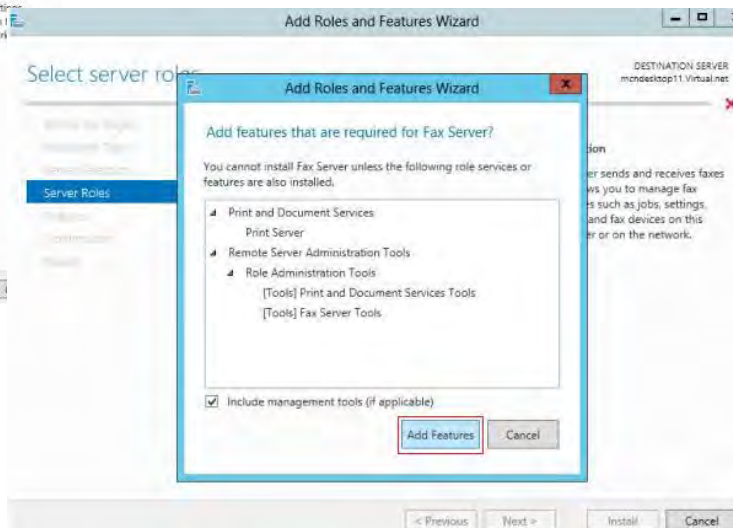 Add Roles and Features Wizard
Select server roles
DESTINATION SERVER
mcndesktop11.Virtual.net
Server Roles
er sends and receives faxes
ws you to manage fax
es such as jobs, settings,
and fax devices on this
er or on the network.
Add Roles and Features Wizard
Add features that are required for Fax Server?
You cannot install Fax Server unless the following role services or
features are also installed.
Print and Document Services
Print Server
Remote Server Administration Tools
Role Administration Tools
[Tools] Print and Document Services Tools
[Tools] Fax Server Tools
Include management tools (if applicable)
Add Features
Cancel
< Previous
Next >
Install
Cancel